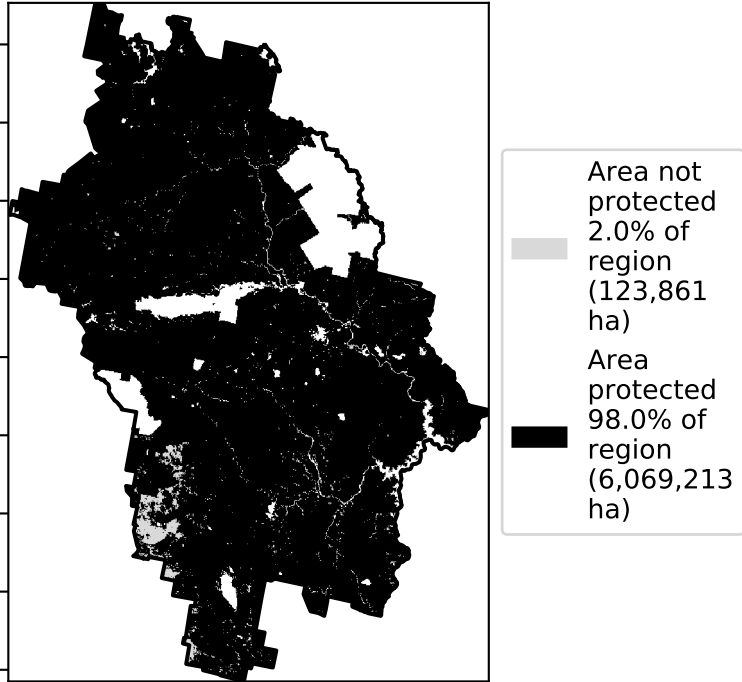 Area not
protected
2.0% of
region
(123,861
ha)
Area
protected
98.0% of
region
(6,069,213
ha)